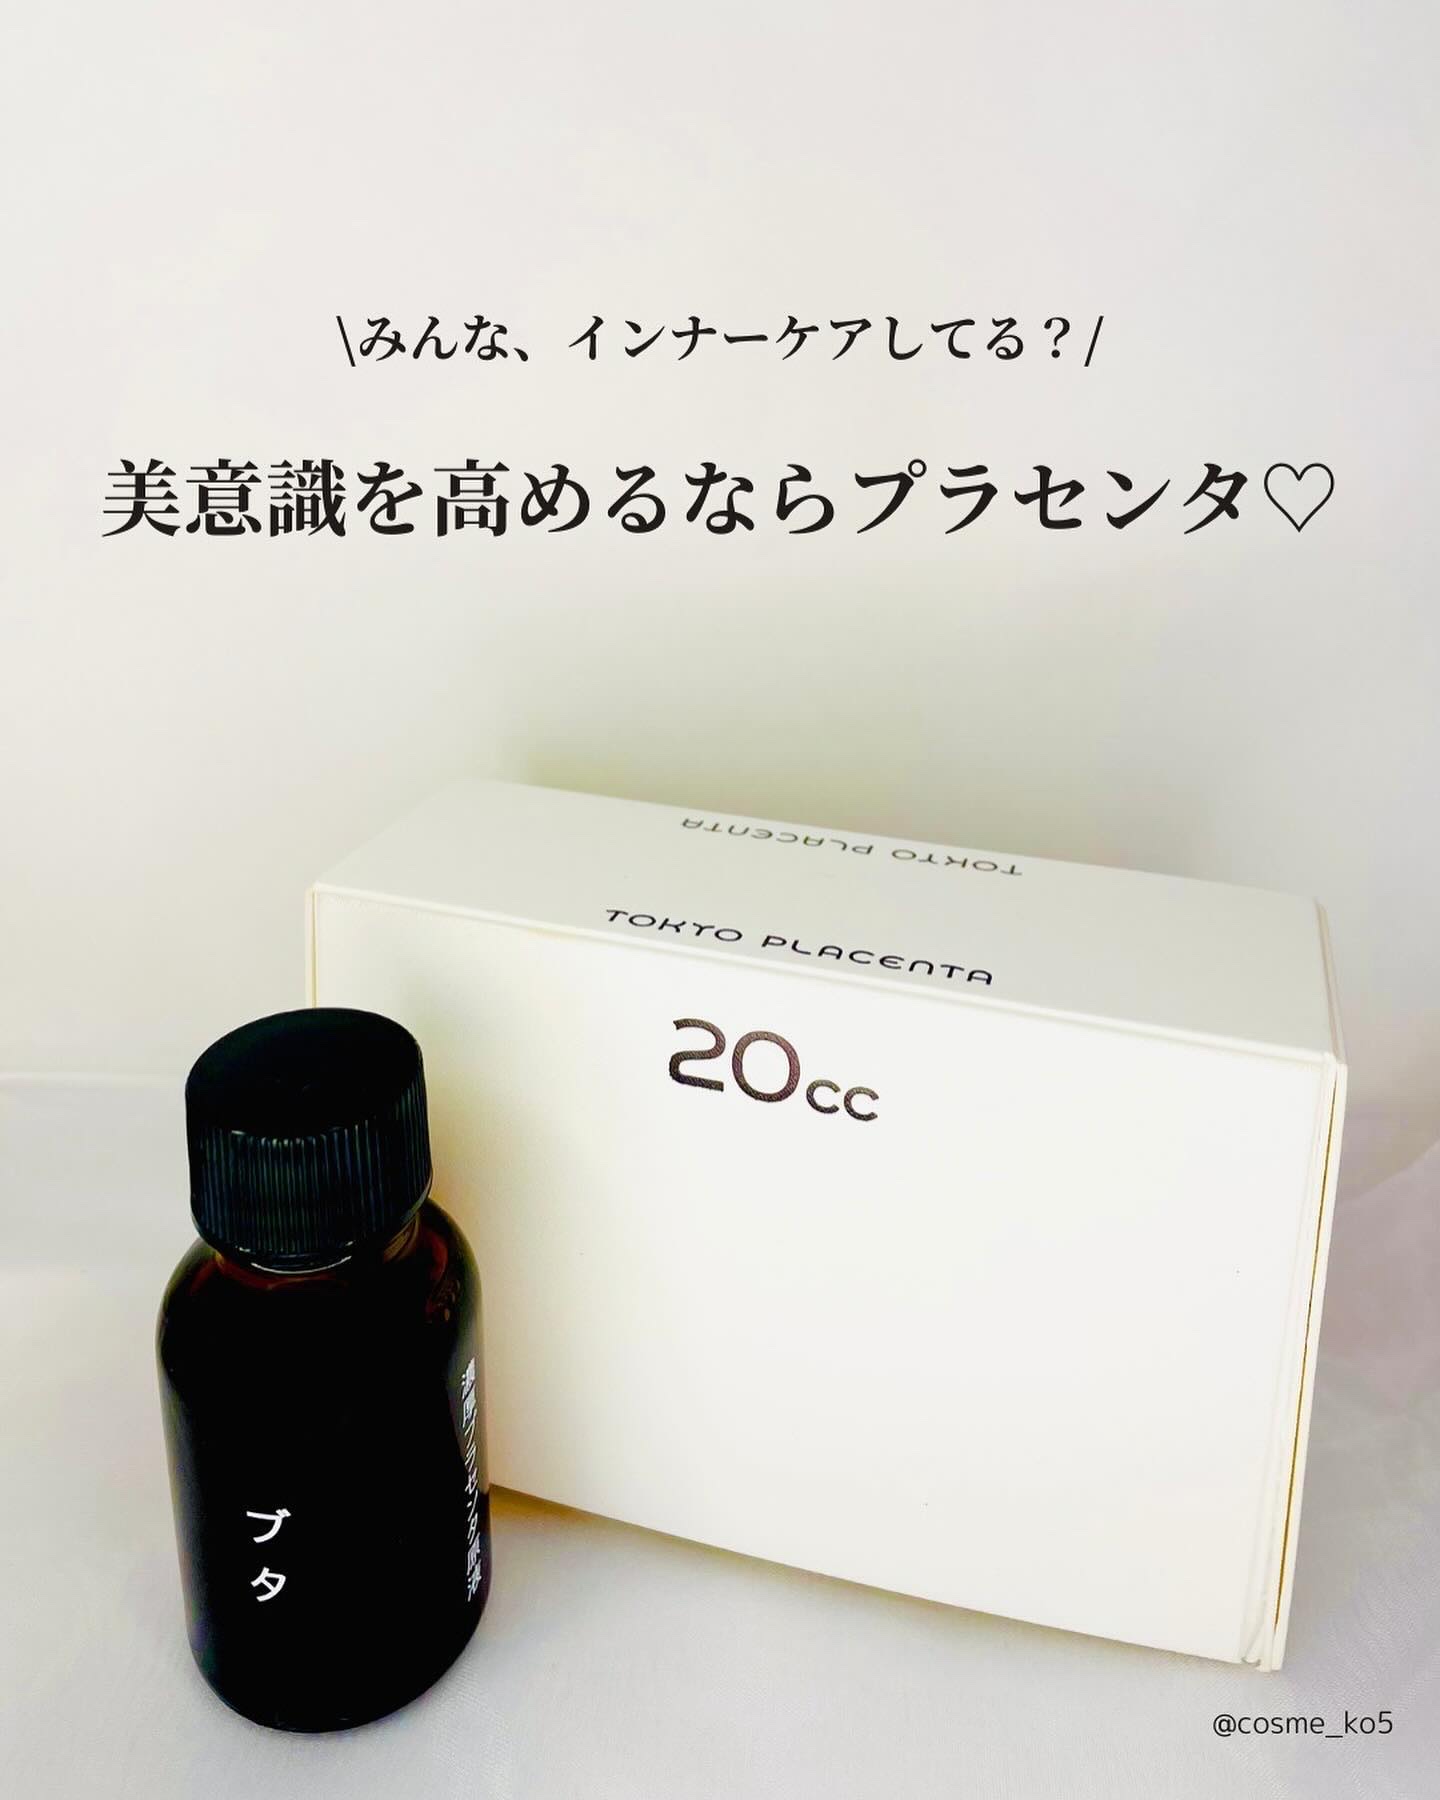 \みんな、インナーケアしてる？/
美意識を高めるならプラセンタ♡
TOKYO PLACENTA
TOKYO PLACENTA
20cc
ブタ
濃厚プラセンタ原液
@cosme_ko5